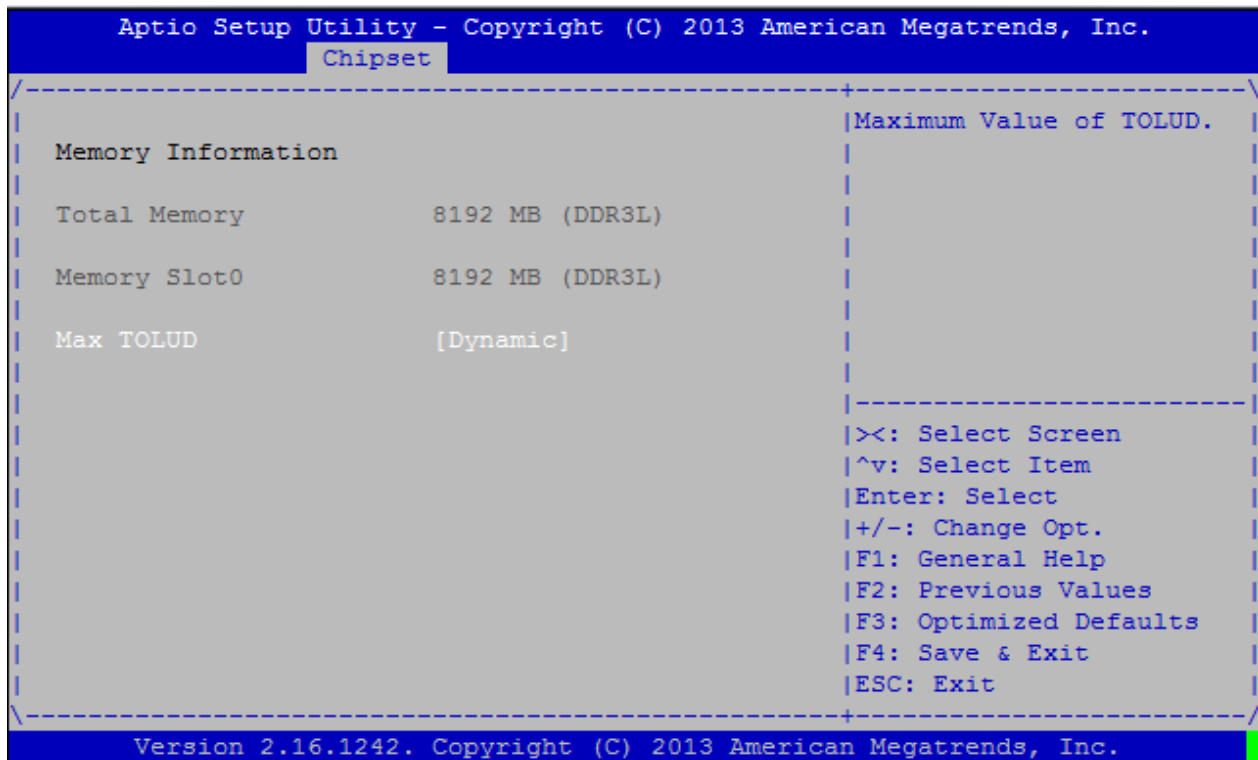 Aptio Setup Utility – Copyright (C) 2013 American Megatrends, Inc.
Chipset
/-----------------------------------------------------+-------------------------\
|Maximum Value of TOLUD.
Memory Information
Total Memory 8192 MB (DDR3L)
Memory Slot0 8192 MB (DDR3L)
Max TOLUD [Dynamic]
|-------------------------|
|><: Select Screen
|^v: Select Item
|Enter: Select
|+/-: Change Opt.
|F1: General Help
|F2: Previous Values
|F3: Optimized Defaults
|F4: Save & Exit
|ESC: Exit
\-----------------------------------------------------+-------------------------/
Version 2.16.1242. Copyright (C) 2013 American Megatrends, Inc.